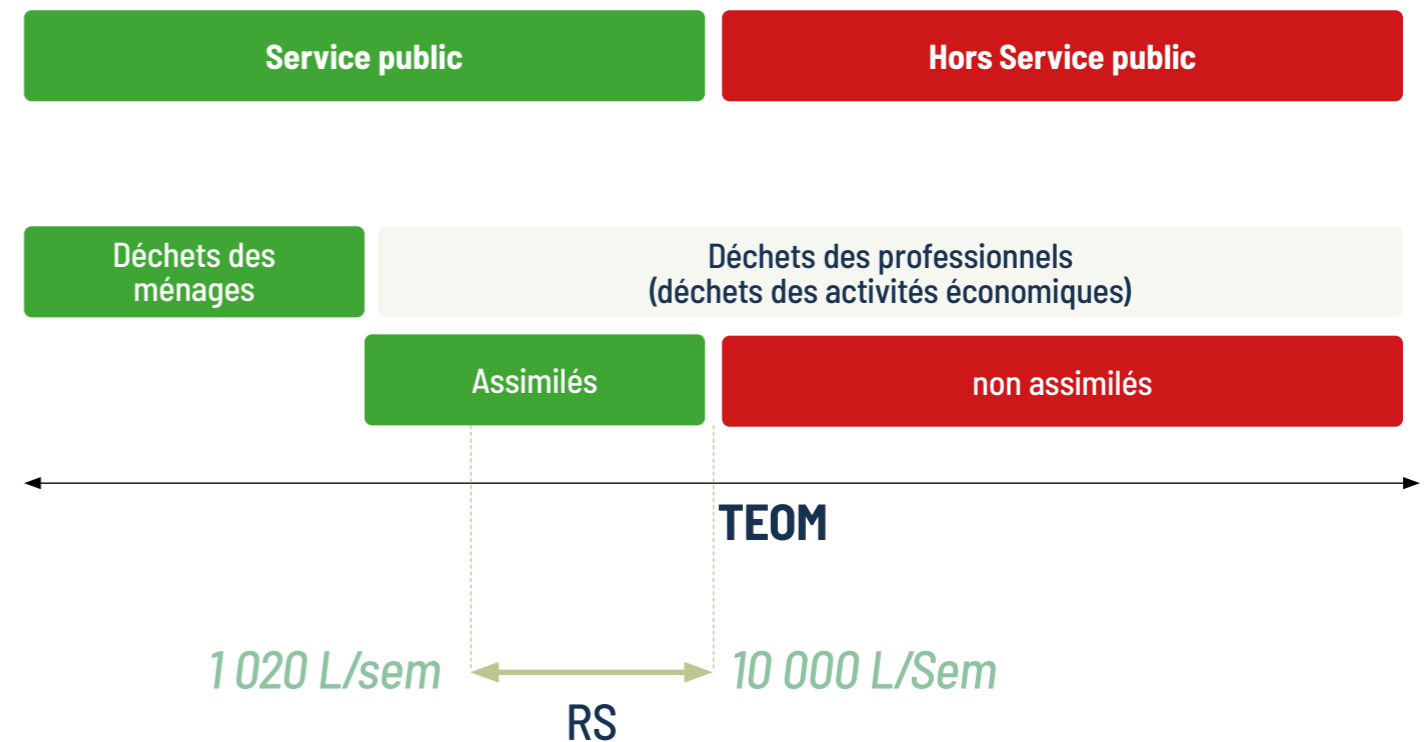 Service public
Hors Service public
Déchets des
ménages
Déchets des professionnels
(déchets des activités économiques)
Assimilés
non assimilés
TEOM
1 020 L/sem
10 000 L/Sem
RS